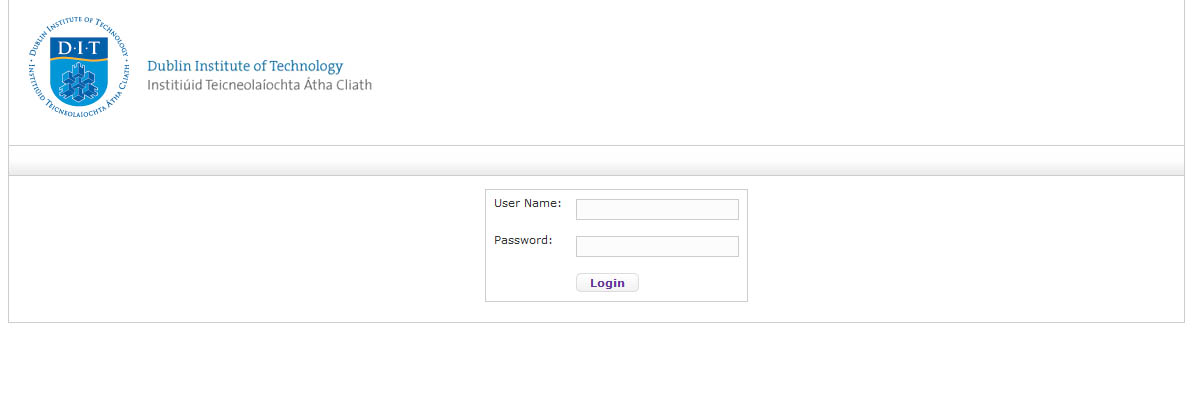 DUBLIN INSTITUTE OF TECHNOLOGY • INSTITIÚID TEICNEOLAÍOCHTA ÁTHA CLIATH •
D·I·T
Dublin Institute of Technology
Institiúid Teicneolaíochta Átha Cliath
User Name:
Password:
Login